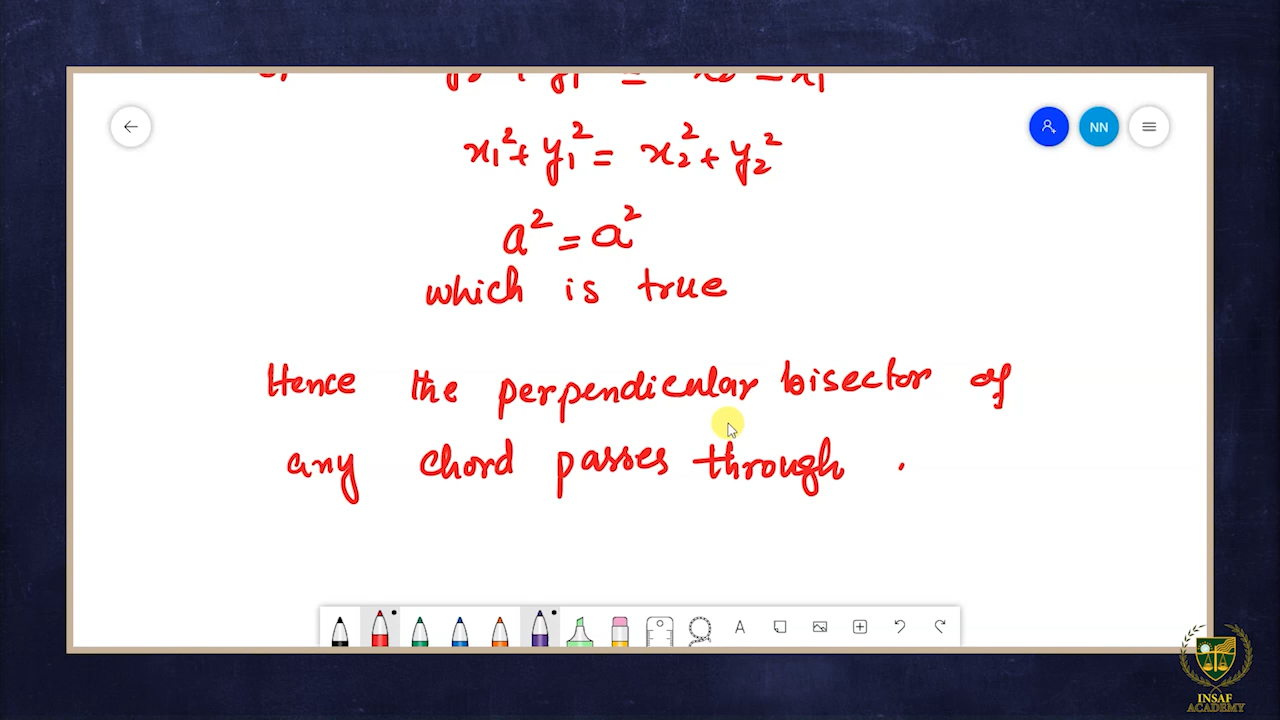 x₁² + y₁² = x₂² + y₂²
a² = a²
which is true
Hence the perpendicular bisector of
any chord passes through .
NN
A
INSAF
ACADEMY